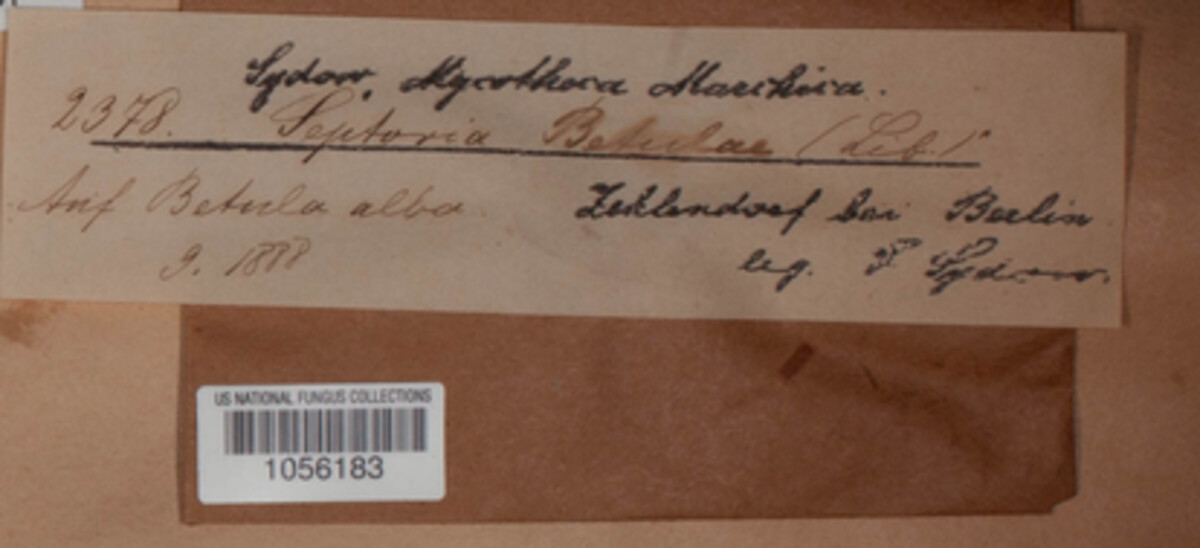 Sydow, Mycotheca Marchica.
2378. Septoria Betulae (Lib.)
Auf Betula alba
Zehlendorf bei Berlin
9. 1888
leg. P Sydow.
US NATIONAL FUNGUS COLLECTIONS
1056183